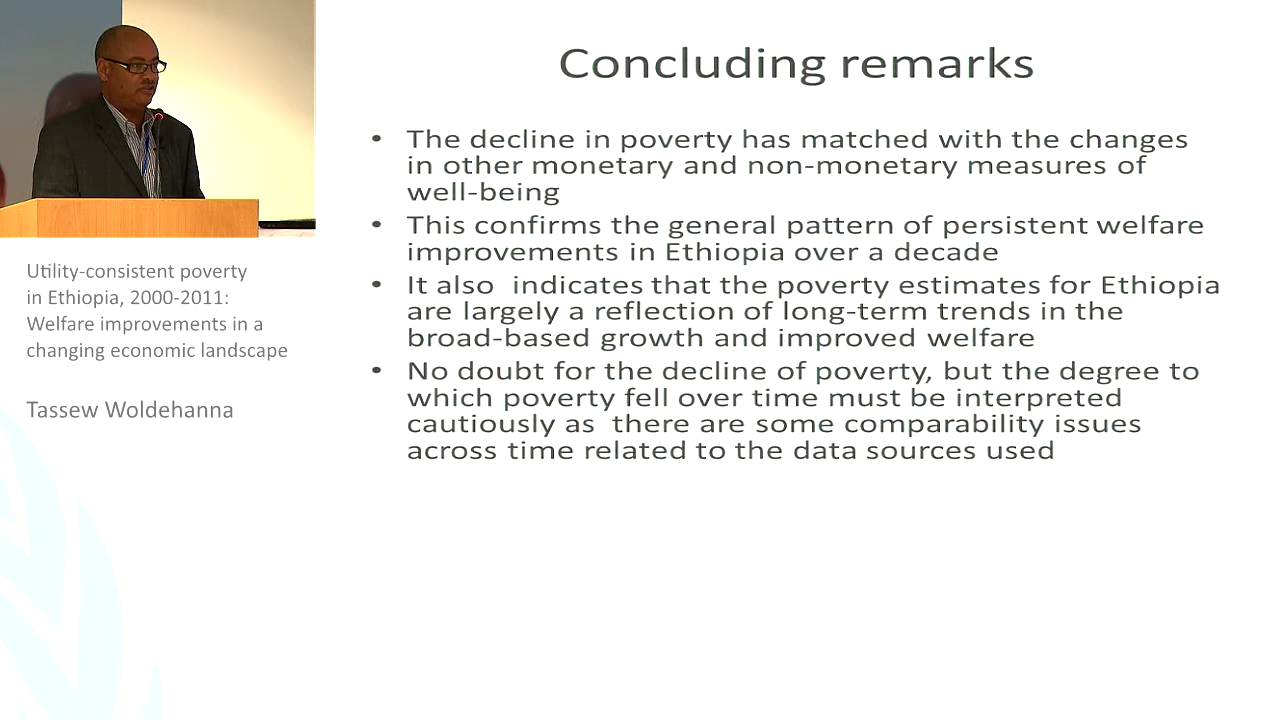 Concluding remarks
• The decline in poverty has matched with the changes
in other monetary and non-monetary measures of
well-being
• This confirms the general pattern of persistent welfare
improvements in Ethiopia over a decade
• It also  indicates that the poverty estimates for Ethiopia
are largely a reflection of long-term trends in the
broad-based growth and improved welfare
• No doubt for the decline of poverty, but the degree to
which poverty fell over time must be interpreted
cautiously as  there are some comparability issues
across time related to the data sources used
Utility-consistent poverty
in Ethiopia, 2000-2011:
Welfare improvements in a
changing economic landscape
Tassew Woldehanna